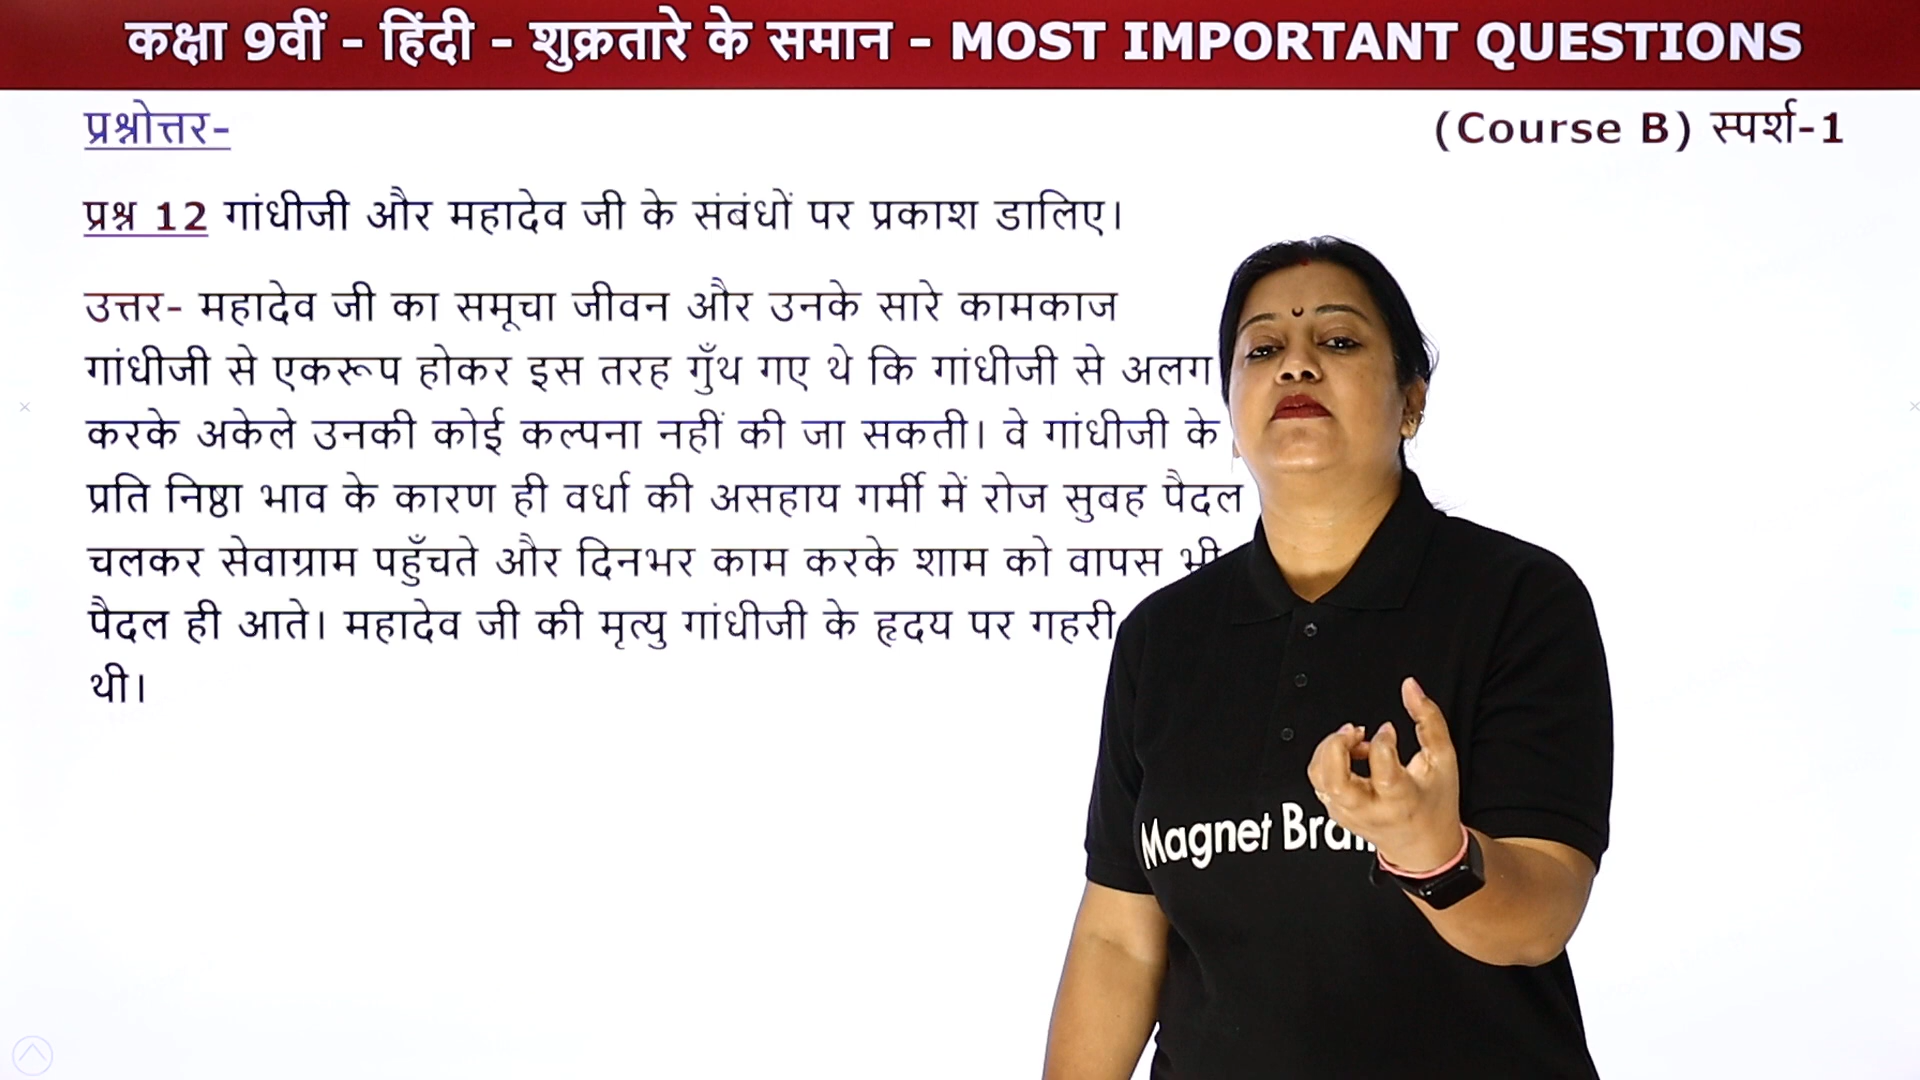 कक्षा 9वीं - हिंदी - शुक्रतारे के समान - MOST IMPORTANT QUESTIONS
प्रश्नोत्तर-
(Course B) स्पर्श-1
प्रश्न 12 गांधीजी और महादेव जी के संबंधों पर प्रकाश डालिए।
उत्तर- महादेव जी का समूचा जीवन और उनके सारे कामकाज
गांधीजी से एकरूप होकर इस तरह गुँथ गए थे कि गांधीजी से अलग
करके अकेले उनकी कोई कल्पना नहीं की जा सकती। वे गांधीजी के
प्रति निष्ठा भाव के कारण ही वर्धा की असहाय गर्मी में रोज सुबह पैदल
चलकर सेवाग्राम पहुँचते और दिनभर काम करके शाम को वापस भी
पैदल ही आते। महादेव जी की मृत्यु गांधीजी के हृदय पर गहरी
थी।
Magnet